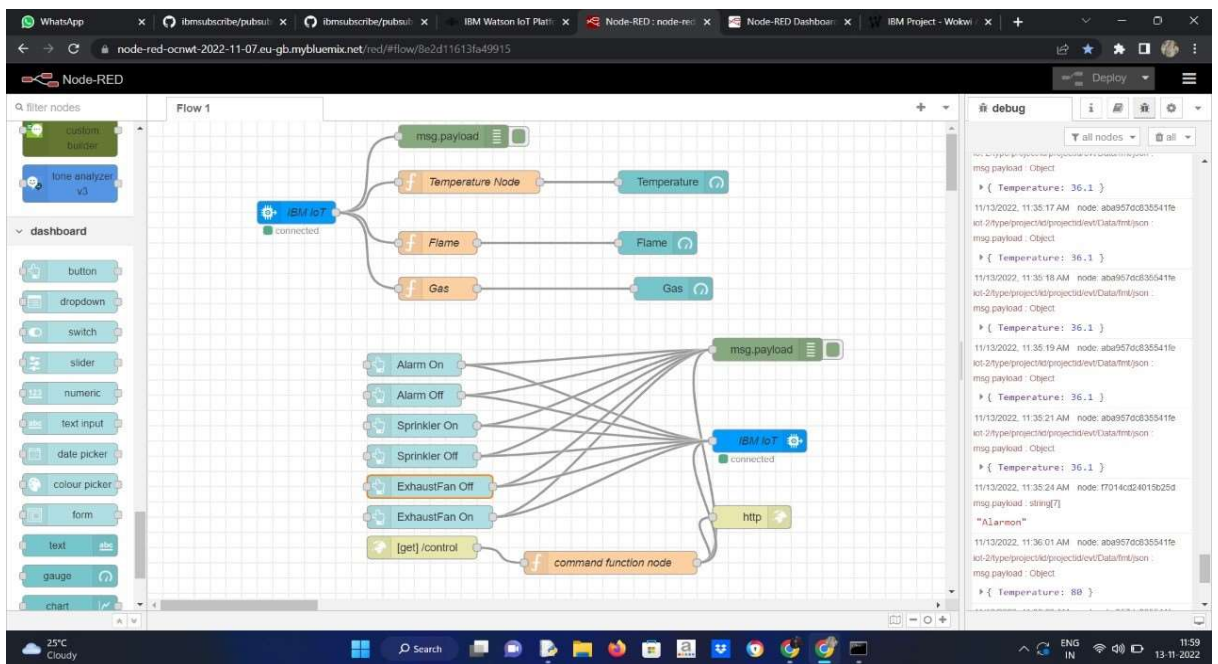 WhatsApp
ibmsubscribe/pubsub
ibmsubscribe/pubsub
IBM Watson IoT Platf
Node-RED : node-red
Node-RED Dashboar
IBM Project - Wokwi
node-red-ocnwt-2022-11-07.eu-gb.mybluemix.net/red/#flow/8e2d11613fa49915
Node-RED
Deploy
filter nodes
Flow 1
debug
custom
builder
tone analyzer
v3
dashboard
button
dropdown
switch
slider
123 numeric
abc text input
date picker
colour picker
form
text abc
gauge
chart
msg.payload
f Temperature Node
Temperature
IBM IoT
connected
f Flame
Flame
f Gas
Gas
Alarm On
Alarm Off
Sprinkler On
Sprinkler Off
ExhaustFan Off
ExhaustFan On
[get] /control
f command function node
msg.payload
IBM IoT
connected
http
all nodes
all
msg.payload : Object
{ Temperature: 36.1 }
11/13/2022, 11:35:17 AM node: aba957dc835541fe
iot-2/type/project/id/projectid/evt/Data/fmt/json :
msg.payload : Object
{ Temperature: 36.1 }
11/13/2022, 11:35:18 AM node: aba957dc835541fe
iot-2/type/project/id/projectid/evt/Data/fmt/json :
msg.payload : Object
{ Temperature: 36.1 }
11/13/2022, 11:35:19 AM node: aba957dc835541fe
iot-2/type/project/id/projectid/evt/Data/fmt/json :
msg.payload : Object
{ Temperature: 36.1 }
11/13/2022, 11:35:21 AM node: aba957dc835541fe
iot-2/type/project/id/projectid/evt/Data/fmt/json :
msg.payload : Object
{ Temperature: 36.1 }
11/13/2022, 11:35:24 AM node: f7014cd24015b25d
msg.payload : string[7]
"Alarmon"
11/13/2022, 11:36:01 AM node: aba957dc835541fe
iot-2/type/project/id/projectid/evt/Data/fmt/json :
msg.payload : Object
{ Temperature: 80 }
25°C
Cloudy
Search
ENG
IN
11:59
13-11-2022